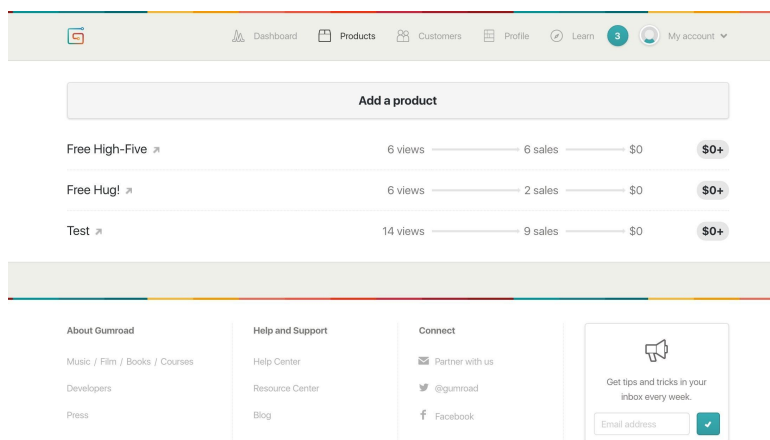 Dashboard Products Customers Profile Learn 3 My account
Add a product
Free High-Five 6 views 6 sales $0 $0+
Free Hug! 6 views 2 sales $0 $0+
Test 14 views 9 sales $0 $0+
About Gumroad
Music / Film / Books / Courses
Developers
Press
Help and Support
Help Center
Resource Center
Blog
Connect
Partner with us
@gumroad
Facebook
Get tips and tricks in your
inbox every week.
Email address